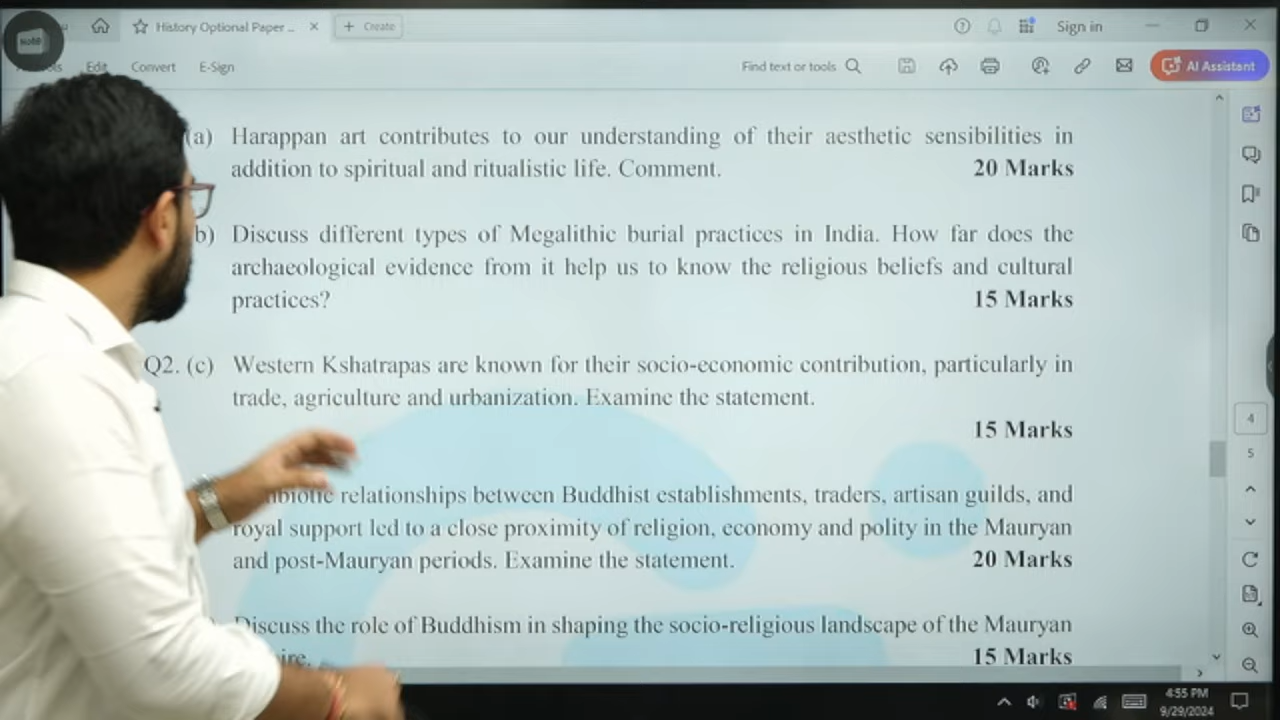 History Optional Paper ...
+ Create
Sign in
Edit
Convert
E-Sign
Find text or tools
AI Assistant
(a) Harappan art contributes to our understanding of their aesthetic sensibilities in
addition to spiritual and ritualistic life. Comment. 20 Marks
b) Discuss different types of Megalithic burial practices in India. How far does the
archaeological evidence from it help us to know the religious beliefs and cultural
practices? 15 Marks
Q2. (c) Western Kshatrapas are known for their socio-economic contribution, particularly in
trade, agriculture and urbanization. Examine the statement.
15 Marks
relationships between Buddhist establishments, traders, artisan guilds, and
royal support led to a close proximity of religion, economy and polity in the Mauryan
and post-Mauryan periods. Examine the statement. 20 Marks
Discuss the role of Buddhism in shaping the socio-religious landscape of the Mauryan
15 Marks
4
5
4:55 PM
9/29/2024